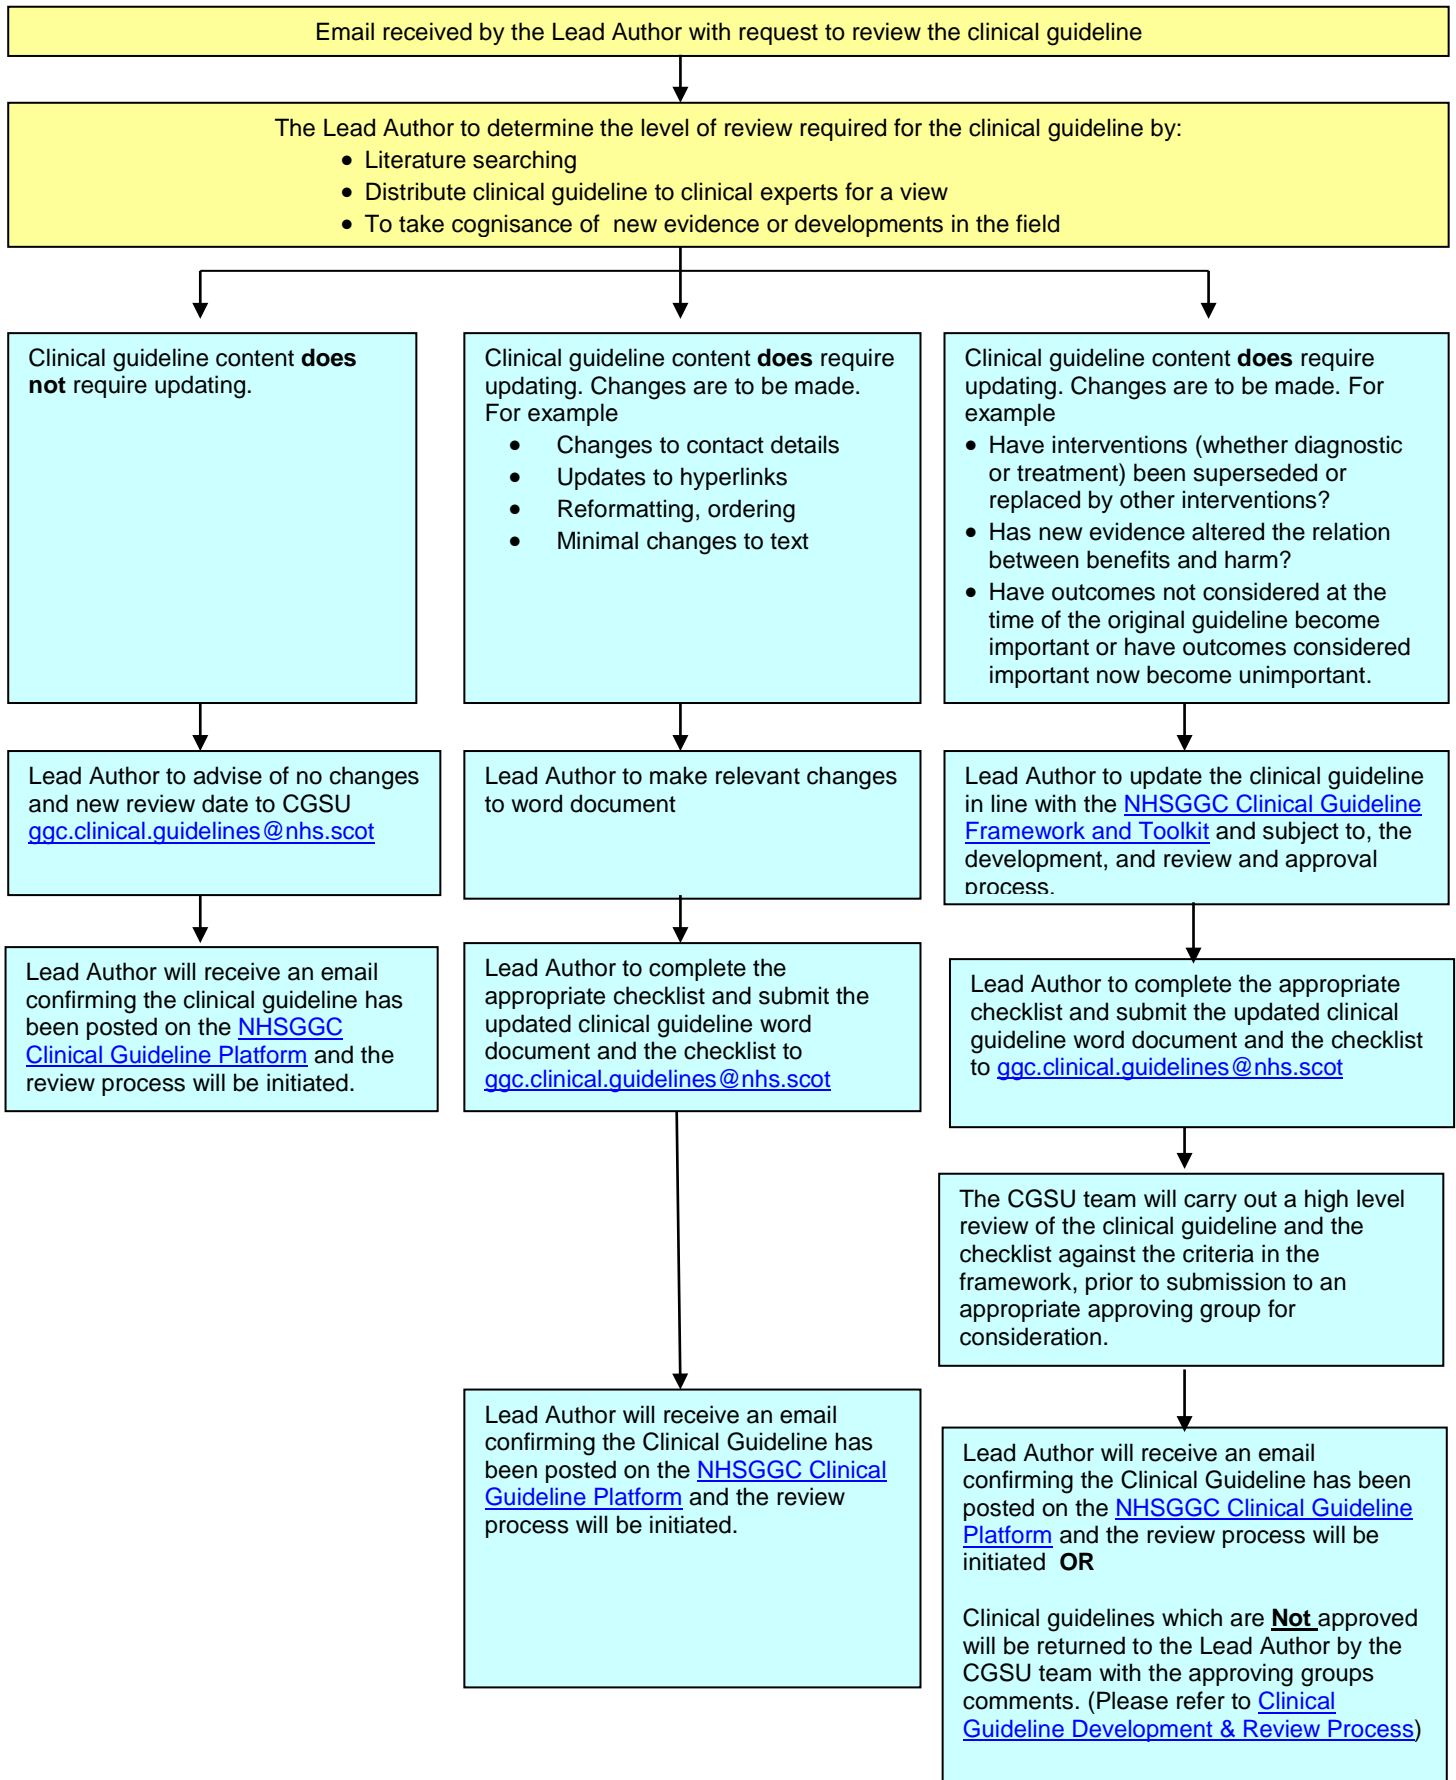 Email received by the Lead Author with request to review the clinical guideline
The Lead Author to determine the level of review required for the clinical guideline by:
• Literature searching
• Distribute clinical guideline to clinical experts for a view
• To take cognisance of new evidence or developments in the field
Clinical guideline content does
not require updating.
Clinical guideline content does require
updating. Changes are to be made.
For example
• Changes to contact details
• Updates to hyperlinks
• Reformatting, ordering
• Minimal changes to text
Clinical guideline content does require
updating. Changes are to be made. For
example
• Have interventions (whether diagnostic
or treatment) been superseded or
replaced by other interventions?
• Has new evidence altered the relation
between benefits and harm?
• Have outcomes not considered at the
time of the original guideline become
important or have outcomes considered
important now become unimportant.
Lead Author to advise of no changes
and new review date to CGSU
ggc.clinical.guidelines@nhs.scot
Lead Author to make relevant changes
to word document
Lead Author to update the clinical guideline
in line with the NHSGGC Clinical Guideline
Framework and Toolkit and subject to, the
development, and review and approval
process.
Lead Author will receive an email
confirming the clinical guideline has
been posted on the NHSGGC
Clinical Guideline Platform and the
review process will be initiated.
Lead Author to complete the
appropriate checklist and submit the
updated clinical guideline word
document and the checklist to
ggc.clinical.guidelines@nhs.scot
Lead Author to complete the appropriate
checklist and submit the updated clinical
guideline word document and the checklist
to ggc.clinical.guidelines@nhs.scot
The CGSU team will carry out a high level
review of the clinical guideline and the
checklist against the criteria in the
framework, prior to submission to an
appropriate approving group for
consideration.
Lead Author will receive an email
confirming the Clinical Guideline has
been posted on the NHSGGC Clinical
Guideline Platform and the review
process will be initiated.
Lead Author will receive an email
confirming the Clinical Guideline has been
posted on the NHSGGC Clinical Guideline
Platform and the review process will be
initiated OR
Clinical guidelines which are Not approved
will be returned to the Lead Author by the
CGSU team with the approving groups
comments. (Please refer to Clinical
Guideline Development & Review Process)